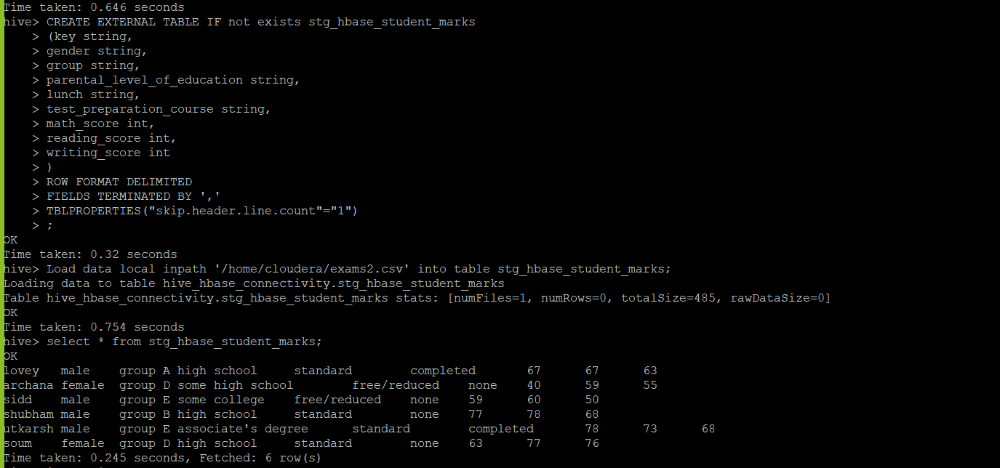 Time taken: 0.646 seconds
hive> CREATE EXTERNAL TABLE IF not exists stg_hbase_student_marks
    > (key string,
    > gender string,
    > group string,
    > parental_level_of_education string,
    > lunch string,
    > test_preparation_course string,
    > math_score int,
    > reading_score int,
    > writing_score int
    > )
    > ROW FORMAT DELIMITED
    > FIELDS TERMINATED BY ','
    > TBLPROPERTIES("skip.header.line.count"="1")
    > ;
OK
Time taken: 0.32 seconds
hive> Load data local inpath '/home/cloudera/exams2.csv' into table stg_hbase_student_marks;
Loading data to table hive_hbase_connectivity.stg_hbase_student_marks
Table hive_hbase_connectivity.stg_hbase_student_marks stats: [numFiles=1, numRows=0, totalSize=485, rawDataSize=0]
OK
Time taken: 0.754 seconds
hive> select * from stg_hbase_student_marks;
OK
lovey   male    group A high school     standard        completed       67      67      63
archana female  group D some high school        free/reduced    none    40      59      55
sidd    male    group E some college    free/reduced    none    59      60      50
shubham male    group B high school     standard        none    77      78      68
utkarsh male    group E associate's degree      standard        completed       78      73      68
soum    female  group D high school     standard        none    63      77      76
Time taken: 0.245 seconds, Fetched: 6 row(s)